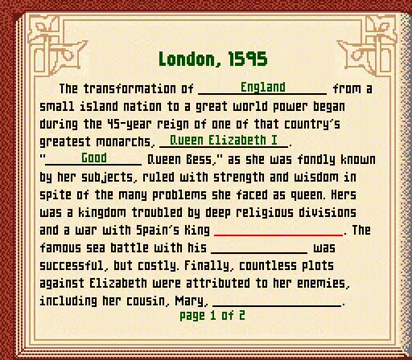 London, 1595
The transformation of England from a
small island nation to a great world power began
during the 45-year reign of one of that country's
greatest monarchs, Queen Elizabeth I.
"Good Queen Bess," as she was fondly known
by her subjects, ruled with strength and wisdom in
spite of the many problems she faced as queen. Hers
was a kingdom troubled by deep religious divisions
and a war with Spain's King ____________. The
famous sea battle with his ____________ was
successful, but costly. Finally, countless plots
against Elizabeth were attributed to her enemies,
including her cousin, Mary, ____________.
page 1 of 2